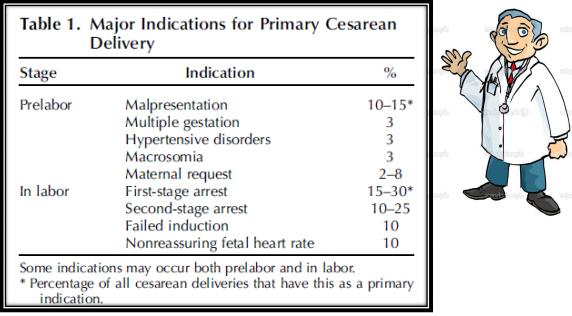 Table 1. Major Indications for Primary Cesarean
Delivery
Stage Indication %
Prelabor Malpresentation 10–15*
Multiple gestation 3
Hypertensive disorders 3
Macrosomia 3
Maternal request 2–8
In labor First-stage arrest 15–30*
Second-stage arrest 10–25
Failed induction 10
Nonreassuring fetal heart rate 10
Some indications may occur both prelabor and in labor.
* Percentage of all cesarean deliveries that have this as a primary
indication.